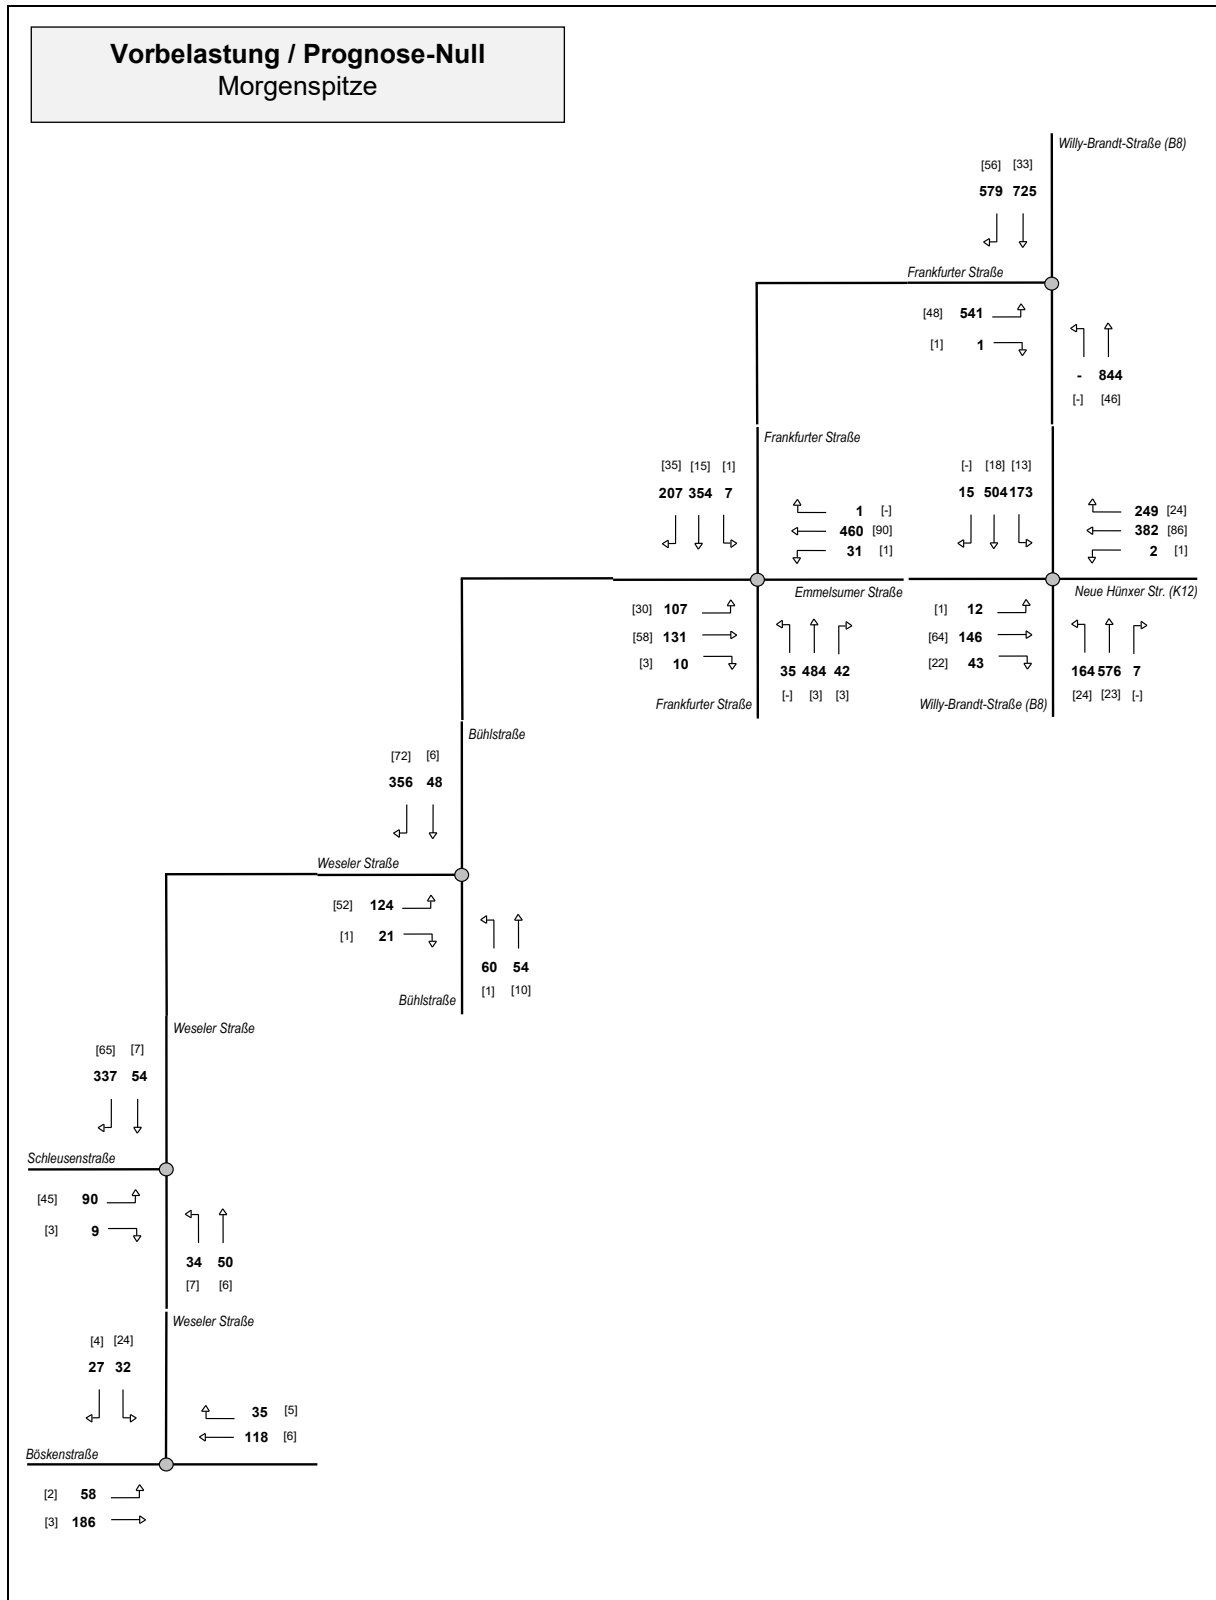 Vorbelastung / Prognose-Null
Morgenspitze
Willy-Brandt-Straße (B8)
[56] [33]
579 725
Frankfurter Straße
[48] 541
[1] 1
- 844
[-] [46]
Frankfurter Straße
[35] [15] [1]
207 354 7
1 [-]
460 [90]
31 [1]
[-] [18] [13]
15 504 173
249 [24]
382 [86]
2 [1]
Emmelsumer Straße
Neue Hünxer Str. (K12)
[30] 107
[58] 131
[3] 10
35 484 42
[-] [3] [3]
Frankfurter Straße
[1] 12
[64] 146
[22] 43
164 576 7
[24] [23] [-]
Willy-Brandt-Straße (B8)
Bühlstraße
[72] [6]
356 48
Weseler Straße
[52] 124
[1] 21
60 54
[1] [10]
Bühlstraße
Weseler Straße
[65] [7]
337 54
Schleusenstraße
[45] 90
[3] 9
34 50
[7] [6]
Weseler Straße
[4] [24]
27 32
35 [5]
118 [6]
Böskenstraße
[2] 58
[3] 186